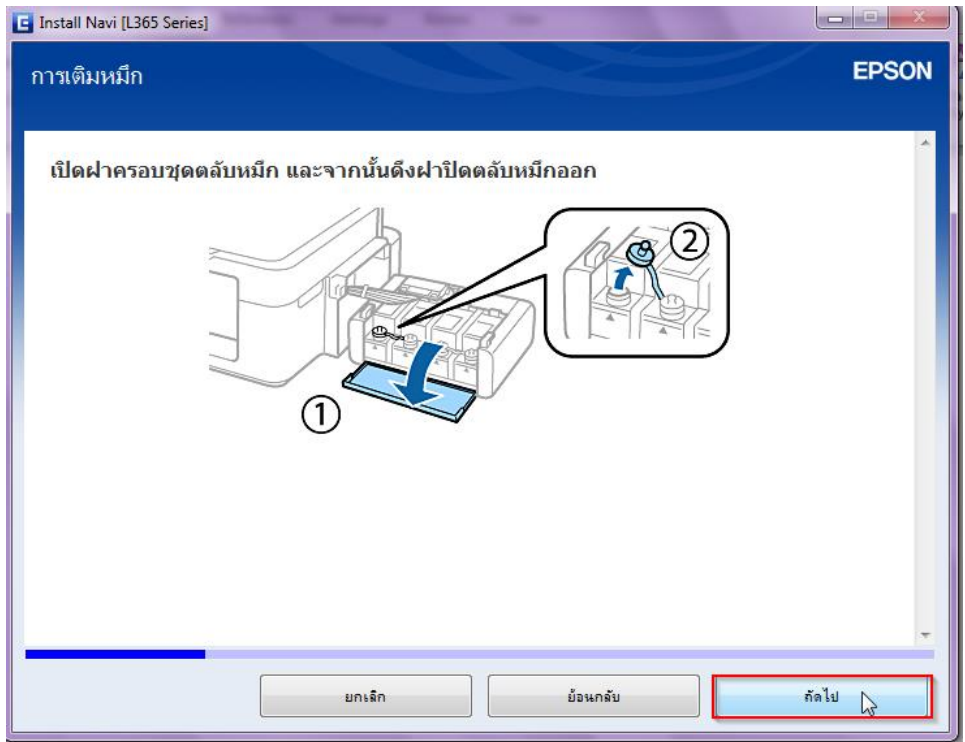 Install Navi [L365 Series]
การเติมหมึก
EPSON
เปิดฝาครอบชุดตลับหมึก และจากนั้นดึงฝาปิดตลับหมึกออก
②
①
ยกเลิก
ย้อนกลับ
ถัดไป